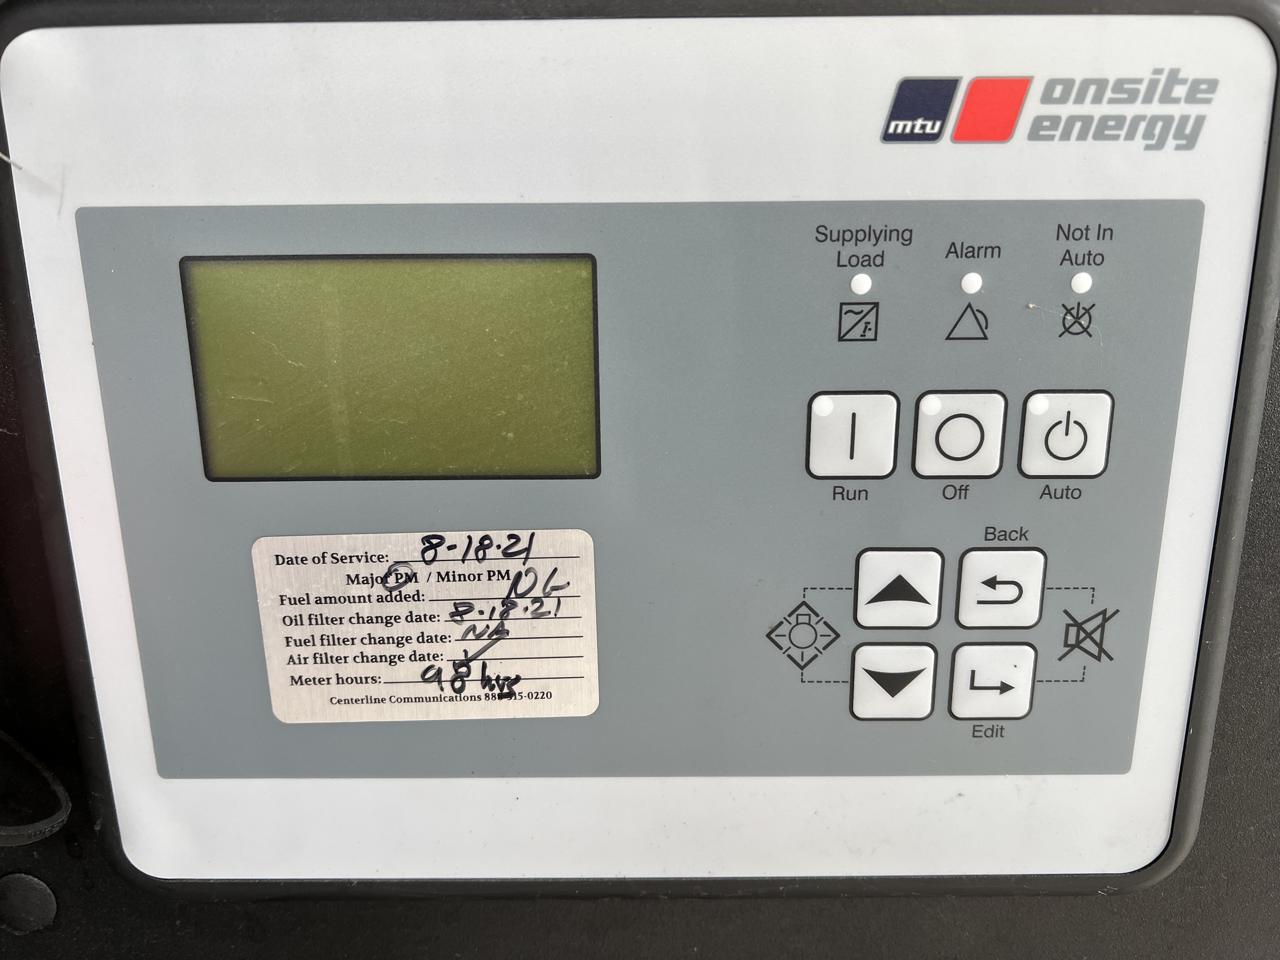 mtu onsite
energy
Supplying
Load
Alarm
Not In
Auto
Run
Off
Auto
Back
Edit
Date of Service: 8-18-21
Major PM / Minor PM
Fuel amount added: NG
Oil filter change date: 8-18-21
Fuel filter change date: NA
Air filter change date: ✓
Meter hours: 98 hrs
Centerline Communications